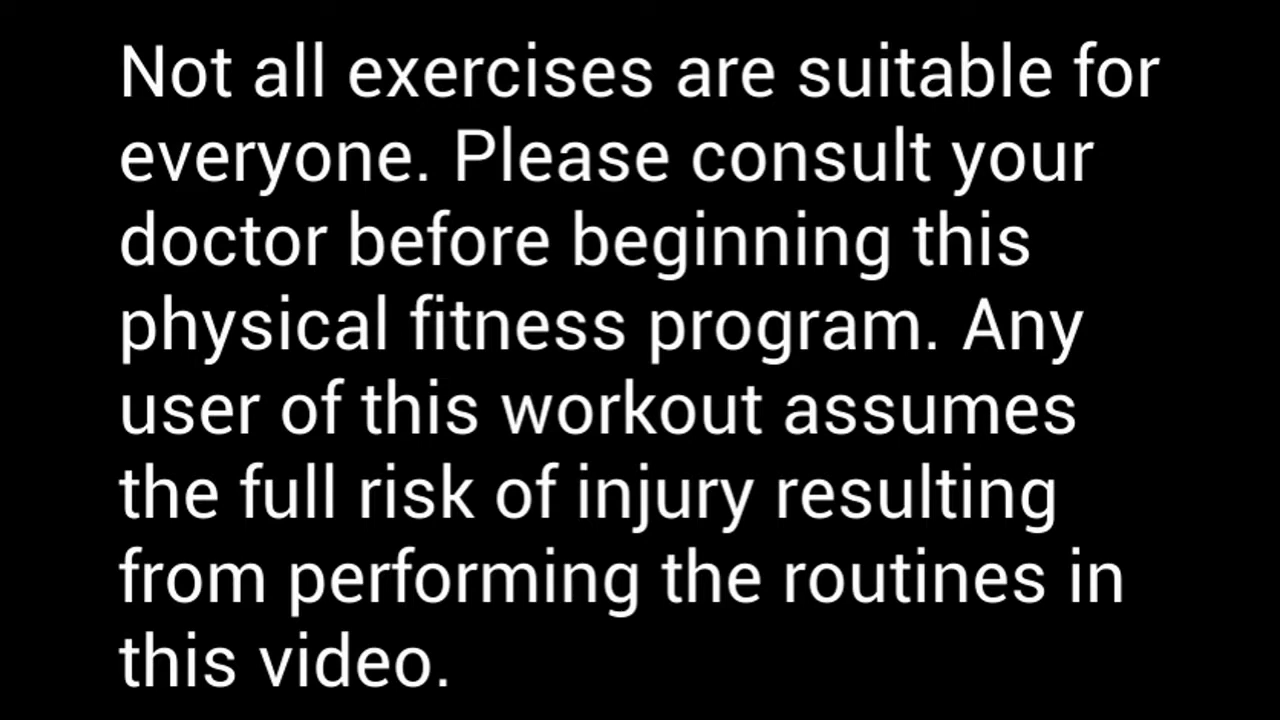 Not all exercises are suitable for
everyone. Please consult your
doctor before beginning this
physical fitness program. Any
user of this workout assumes
the full risk of injury resulting
from performing the routines in
this video.